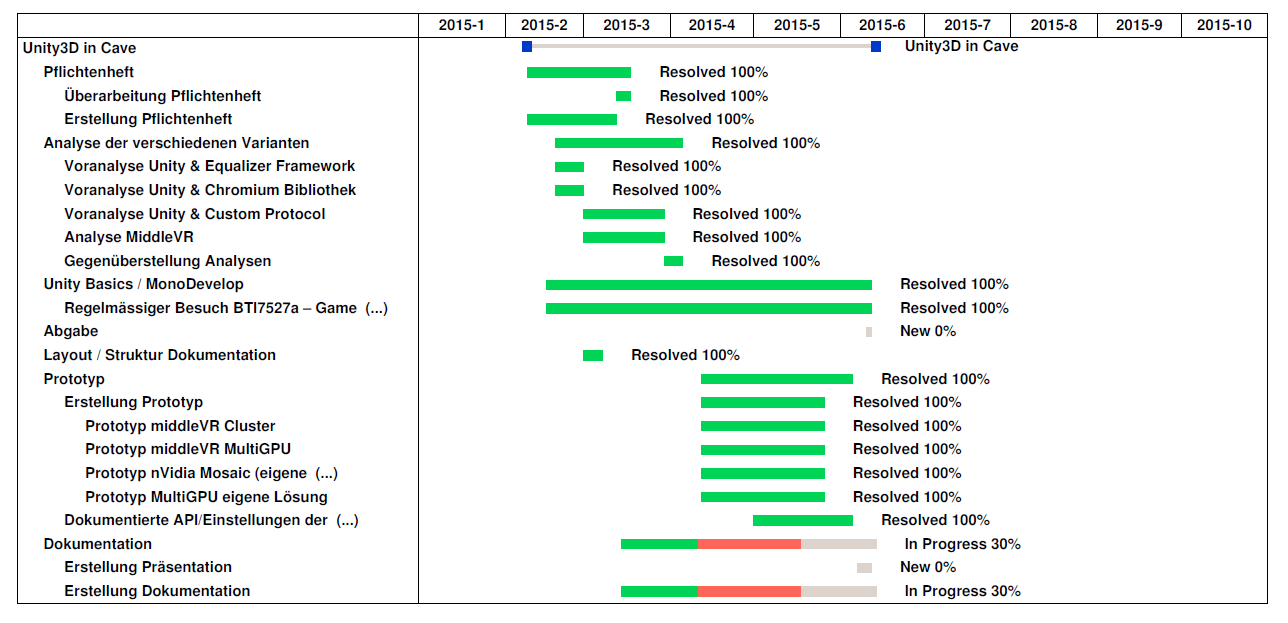 2015-1 2015-2 2015-3 2015-4 2015-5 2015-6 2015-7 2015-8 2015-9 2015-10
Unity3D in Cave Unity3D in Cave
Pflichtenheft Resolved 100%
Überarbeitung Pflichtenheft Resolved 100%
Erstellung Pflichtenheft Resolved 100%
Analyse der verschiedenen Varianten Resolved 100%
Voranalyse Unity & Equalizer Framework Resolved 100%
Voranalyse Unity & Chromium Bibliothek Resolved 100%
Voranalyse Unity & Custom Protocol Resolved 100%
Analyse MiddleVR Resolved 100%
Gegenüberstellung Analysen Resolved 100%
Unity Basics / MonoDevelop Resolved 100%
Regelmässiger Besuch BTI7527a – Game (...) Resolved 100%
Abgabe New 0%
Layout / Struktur Dokumentation Resolved 100%
Prototyp Resolved 100%
Erstellung Prototyp Resolved 100%
Prototyp middleVR Cluster Resolved 100%
Prototyp middleVR MultiGPU Resolved 100%
Prototyp nVidia Mosaic (eigene (...) Resolved 100%
Prototyp MultiGPU eigene Lösung Resolved 100%
Dokumentierte API/Einstellungen der (...) Resolved 100%
Dokumentation In Progress 30%
Erstellung Präsentation New 0%
Erstellung Dokumentation In Progress 30%